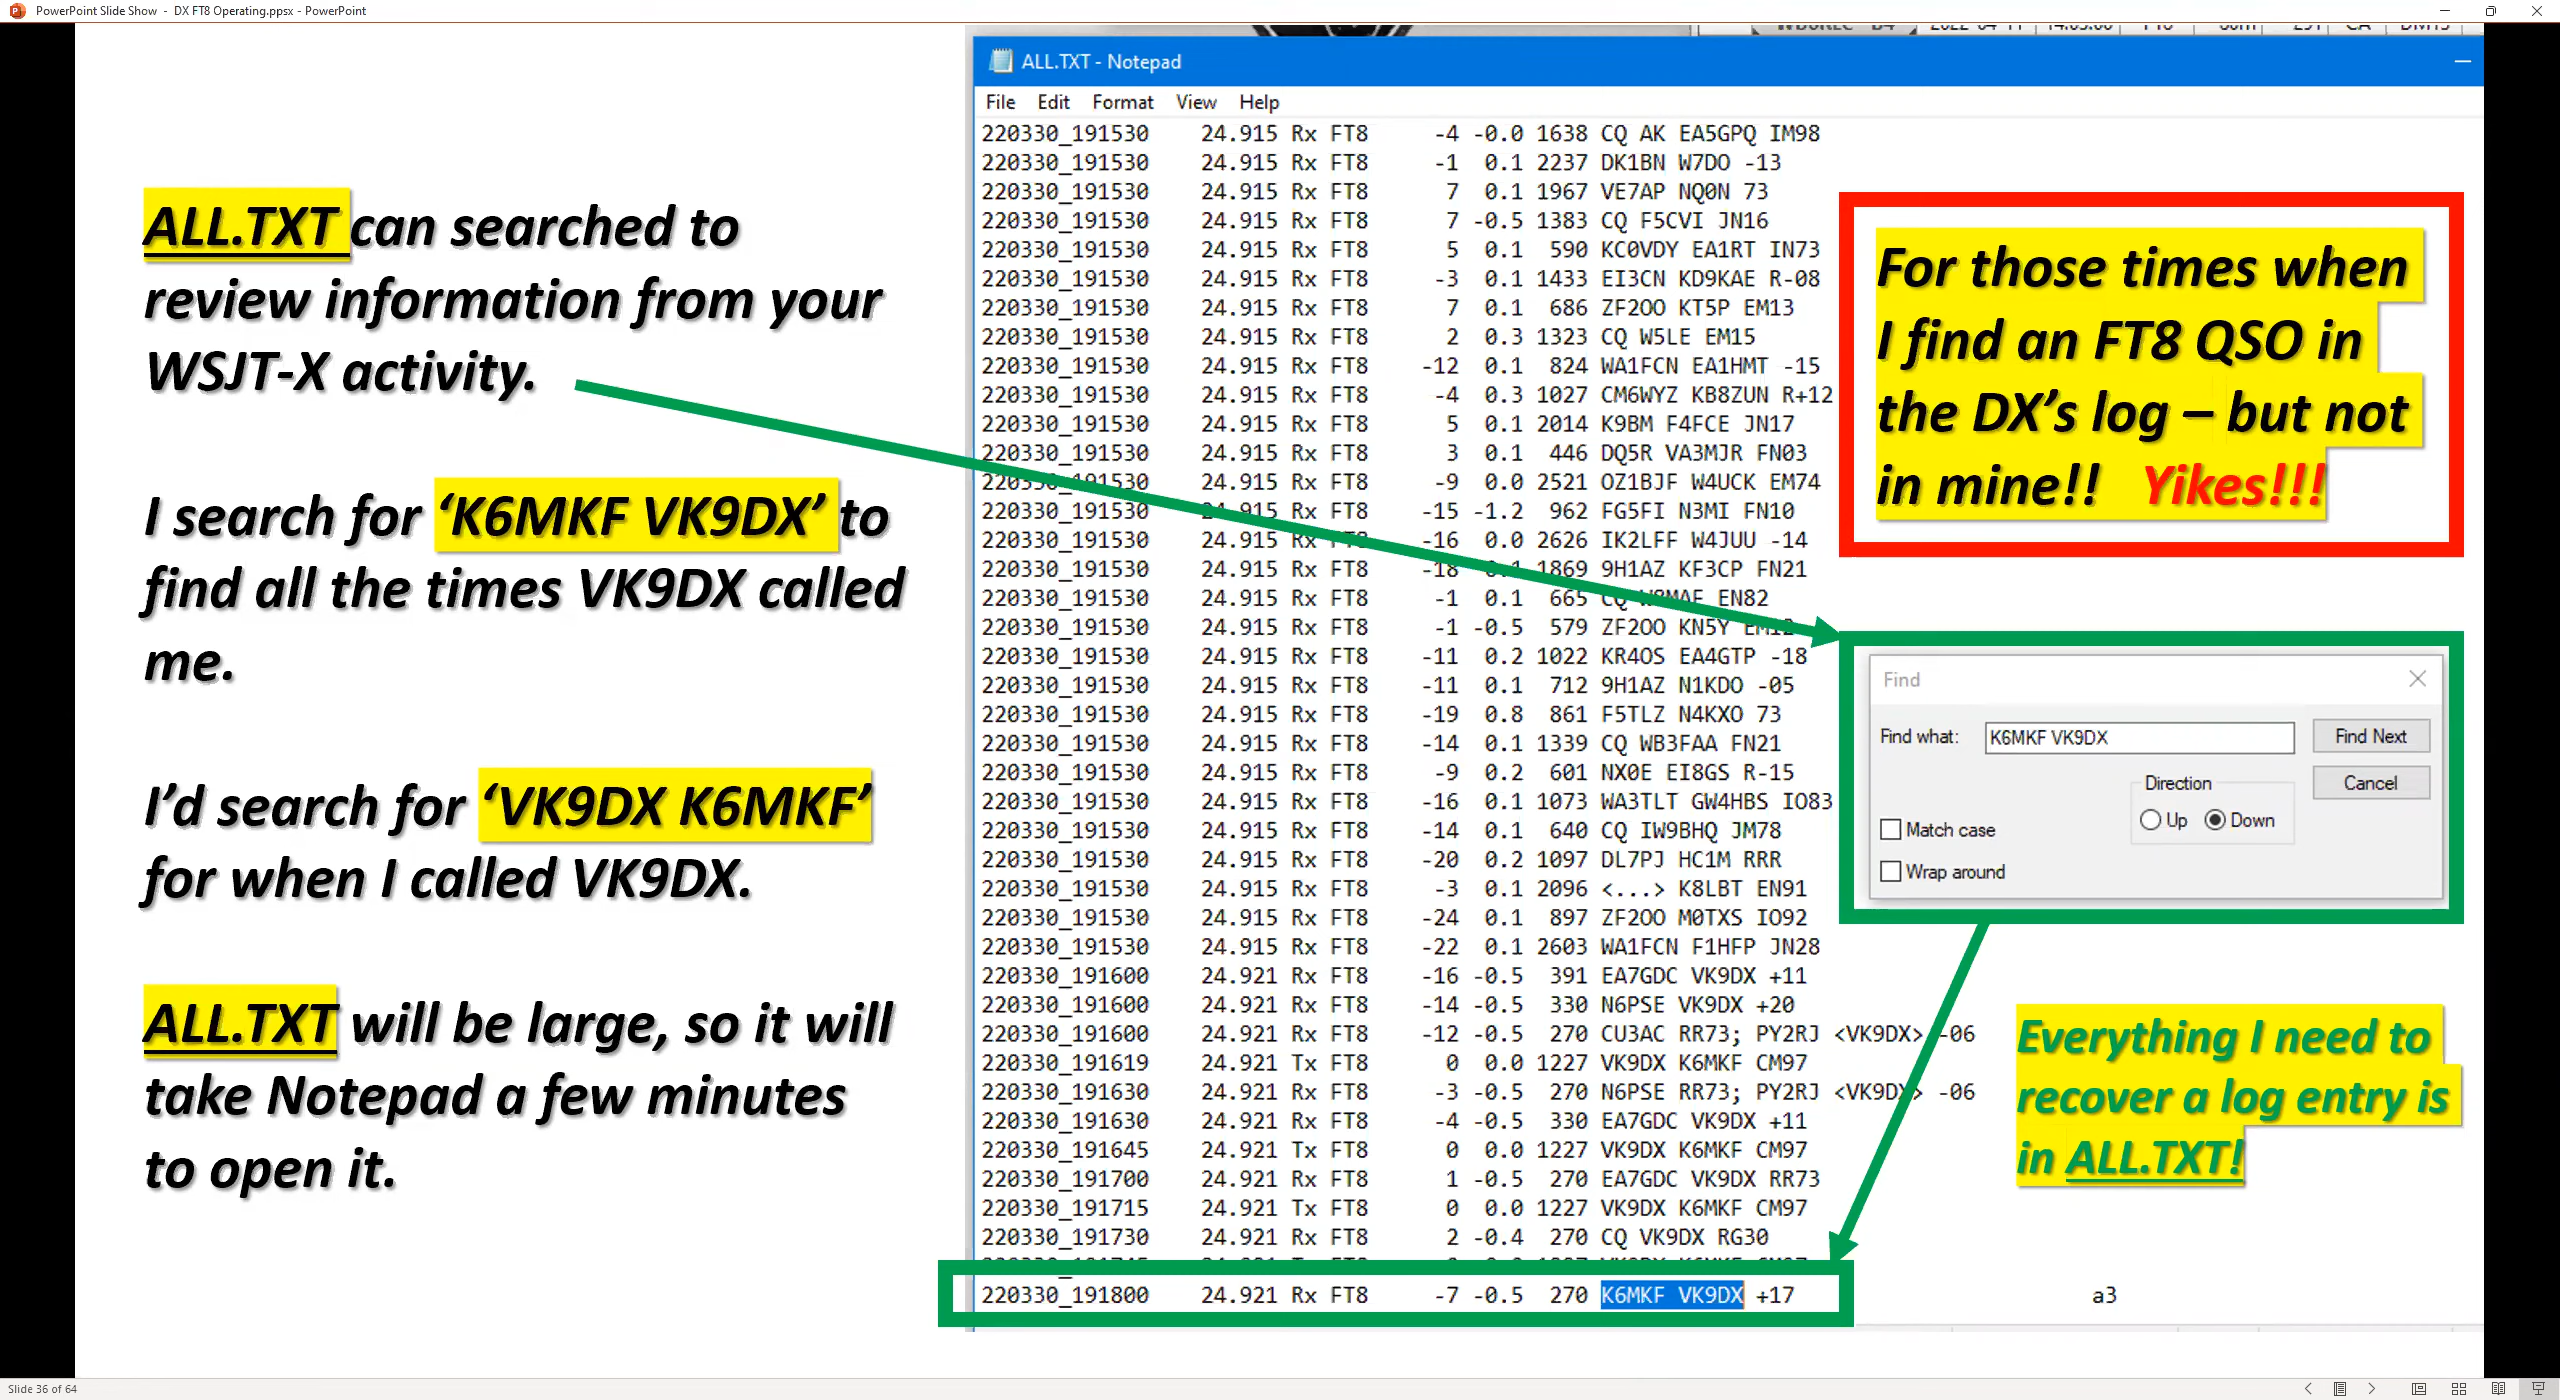 PowerPoint Slide Show - DX FT8 Operating.ppsx - PowerPoint
ALL.TXT can searched to
review information from your
WSJT-X activity.
I search for ‘K6MKF VK9DX’ to
find all the times VK9DX called
me.
I’d search for ‘VK9DX K6MKF’
for when I called VK9DX.
ALL.TXT will be large, so it will
take Notepad a few minutes
to open it.
ALL.TXT - Notepad
File Edit Format View Help
220330_191530 24.915 Rx FT8 -4 -0.0 1638 CQ AK EA5GPQ IM98
220330_191530 24.915 Rx FT8 -1 0.1 2237 DK1BN W7DO -13
220330_191530 24.915 Rx FT8 7 0.1 1967 VE7AP NQ0N 73
220330_191530 24.915 Rx FT8 7 -0.5 1383 CQ F5CVI JN16
220330_191530 24.915 Rx FT8 5 0.1 590 KC0VDY EA1RT IN73
220330_191530 24.915 Rx FT8 -3 0.1 1433 EI3CN KD9KAE R-08
220330_191530 24.915 Rx FT8 7 0.1 686 ZF2OO KT5P EM13
220330_191530 24.915 Rx FT8 2 0.3 1323 CQ W5LE EM15
220330_191530 24.915 Rx FT8 -12 0.1 824 WA1FCN EA1HMT -15
220330_191530 24.915 Rx FT8 -4 0.3 1027 CM6WYZ KB8ZUN R+12
220330_191530 24.915 Rx FT8 5 0.1 2014 K9BM F4FCE JN17
220330_191530 24.915 Rx FT8 3 0.1 446 DQ5R VA3MJR FN03
220330_191530 24.915 Rx FT8 -9 0.0 2521 OZ1BJF W4UCK EM74
220330_191530 24.915 Rx FT8 -15 -1.2 962 FG5FI N3MI FN10
220330_191530 24.915 Rx FT8 -16 0.0 2626 IK2LFF W4JUU -14
220330_191530 24.915 Rx FT8 -18 0.1 1869 9H1AZ KF3CP FN21
220330_191530 24.915 Rx FT8 -1 0.1 665 CQ W8MAF EN82
220330_191530 24.915 Rx FT8 -1 -0.5 579 ZF2OO KN5Y EM12
220330_191530 24.915 Rx FT8 -11 0.2 1022 KR4OS EA4GTP -18
220330_191530 24.915 Rx FT8 -11 0.1 712 9H1AZ N1KDO -05
220330_191530 24.915 Rx FT8 -19 0.8 861 F5TLZ N4KXO 73
220330_191530 24.915 Rx FT8 -14 0.1 1339 CQ WB3FAA FN21
220330_191530 24.915 Rx FT8 -9 0.2 601 NX0E EI8GS R-15
220330_191530 24.915 Rx FT8 -16 0.1 1073 WA3TLT GW4HBS IO83
220330_191530 24.915 Rx FT8 -14 0.1 640 CQ IW9BHQ JM78
220330_191530 24.915 Rx FT8 -20 0.2 1097 DL7PJ HC1M RRR
220330_191530 24.915 Rx FT8 -3 0.1 2096 <...> K8LBT EN91
220330_191530 24.915 Rx FT8 -24 0.1 897 ZF2OO M0TXS IO92
220330_191530 24.915 Rx FT8 -22 0.1 2603 WA1FCN F1HFP JN28
220330_191600 24.921 Rx FT8 -16 -0.5 391 EA7GDC VK9DX +11
220330_191600 24.921 Rx FT8 -14 -0.5 330 N6PSE VK9DX +20
220330_191600 24.921 Rx FT8 -12 -0.5 270 CU3AC RR73; PY2RJ <VK9DX> -06
220330_191619 24.921 Tx FT8 0 0.0 1227 VK9DX K6MKF CM97
220330_191630 24.921 Rx FT8 -3 -0.5 270 N6PSE RR73; PY2RJ <VK9DX> -06
220330_191630 24.921 Rx FT8 -4 -0.5 330 EA7GDC VK9DX +11
220330_191645 24.921 Tx FT8 0 0.0 1227 VK9DX K6MKF CM97
220330_191700 24.921 Rx FT8 1 -0.5 270 EA7GDC VK9DX RR73
220330_191715 24.921 Tx FT8 0 0.0 1227 VK9DX K6MKF CM97
220330_191730 24.921 Rx FT8 2 -0.4 270 CQ VK9DX RG30
220330_191800 24.921 Rx FT8 -7 -0.5 270 K6MKF VK9DX +17 a3
For those times when
I find an FT8 QSO in
the DX’s log – but not
in mine!! Yikes!!!
Find
Find what: K6MKF VK9DX Find Next
Direction Cancel
Up Down
Match case
Wrap around
Everything I need to
recover a log entry is
in ALL.TXT!
Slide 36 of 64